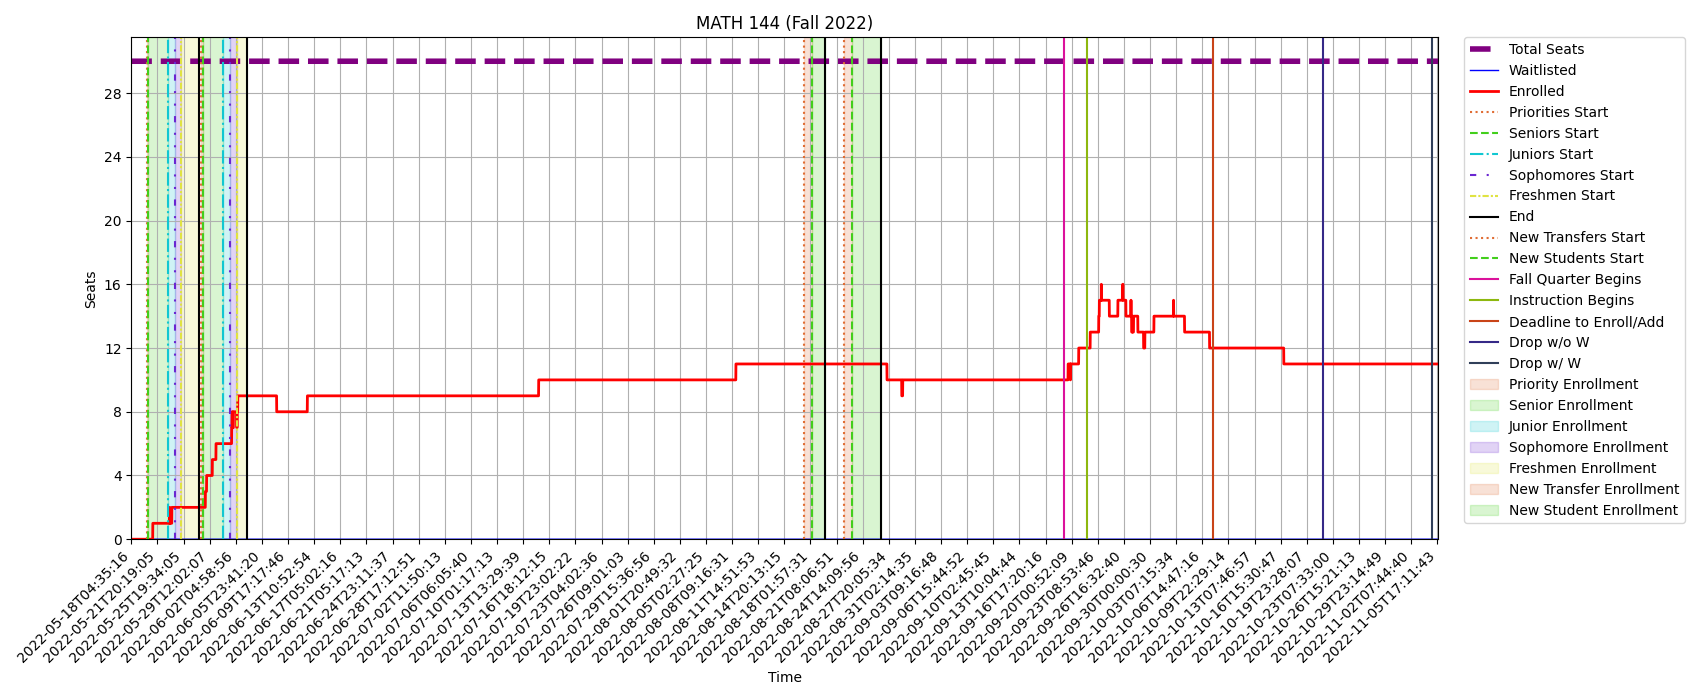 MATH 144 (Fall 2022)
Seats
28
24
20
16
12
8
4
0
2022-05-18T04:35:16
2022-05-21T20:19:05
2022-05-25T19:34:05
2022-05-29T12:02:07
2022-06-02T04:58:56
2022-06-05T23:41:20
2022-06-09T17:17:46
2022-06-13T10:52:54
2022-06-17T05:02:16
2022-06-21T05:17:13
2022-06-24T23:11:37
2022-06-28T17:12:51
2022-07-02T11:50:13
2022-07-06T06:05:40
2022-07-10T01:17:13
2022-07-13T13:29:39
2022-07-16T18:12:15
2022-07-19T23:02:22
2022-07-23T04:02:36
2022-07-26T09:01:03
2022-07-29T15:36:56
2022-08-01T20:49:32
2022-08-05T02:27:25
2022-08-08T09:16:31
2022-08-11T14:51:53
2022-08-14T20:13:15
2022-08-18T01:57:31
2022-08-21T08:06:51
2022-08-24T14:09:56
2022-08-27T20:05:34
2022-08-31T02:14:35
2022-09-03T09:16:48
2022-09-06T15:44:52
2022-09-10T02:45:45
2022-09-13T11:04:44
2022-09-16T17:20:16
2022-09-20T00:52:09
2022-09-23T08:53:46
2022-09-26T16:32:40
2022-09-30T00:00:30
2022-10-03T07:15:34
2022-10-06T14:47:16
2022-10-09T22:29:14
2022-10-13T07:46:57
2022-10-16T15:30:47
2022-10-19T23:28:07
2022-10-23T07:33:00
2022-10-26T15:21:13
2022-10-29T23:14:49
2022-11-02T07:44:40
2022-11-05T17:11:43
Time
Total Seats
Waitlisted
Enrolled
Priorities Start
Seniors Start
Juniors Start
Sophomores Start
Freshmen Start
End
New Transfers Start
New Students Start
Fall Quarter Begins
Instruction Begins
Deadline to Enroll/Add
Drop w/o W
Drop w/ W
Priority Enrollment
Senior Enrollment
Junior Enrollment
Sophomore Enrollment
Freshmen Enrollment
New Transfer Enrollment
New Student Enrollment